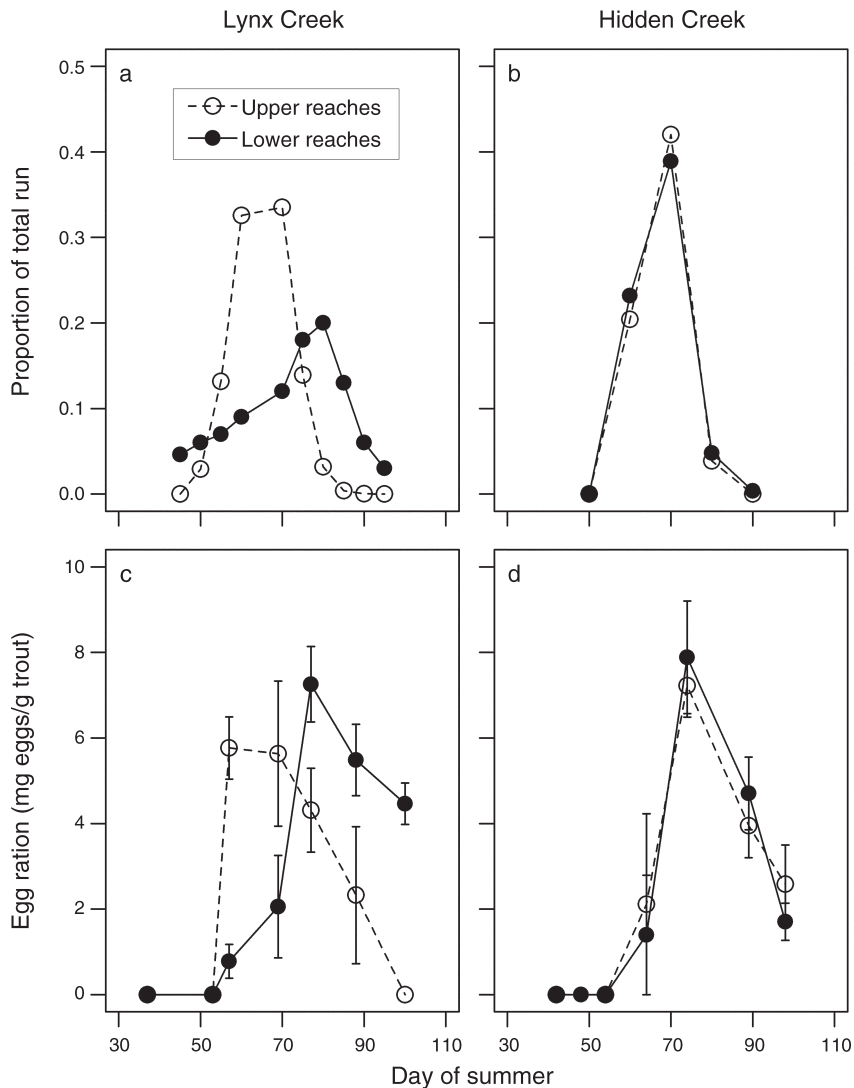 Lynx Creek
Hidden Creek
a
b
Upper reaches
Lower reaches
0.5
0.4
0.3
0.2
0.1
0.0
Proportion of total run
c
d
10
8
6
4
2
0
Egg ration (mg eggs/g trout)
30 50 70 90 110
30 50 70 90 110
Day of summer